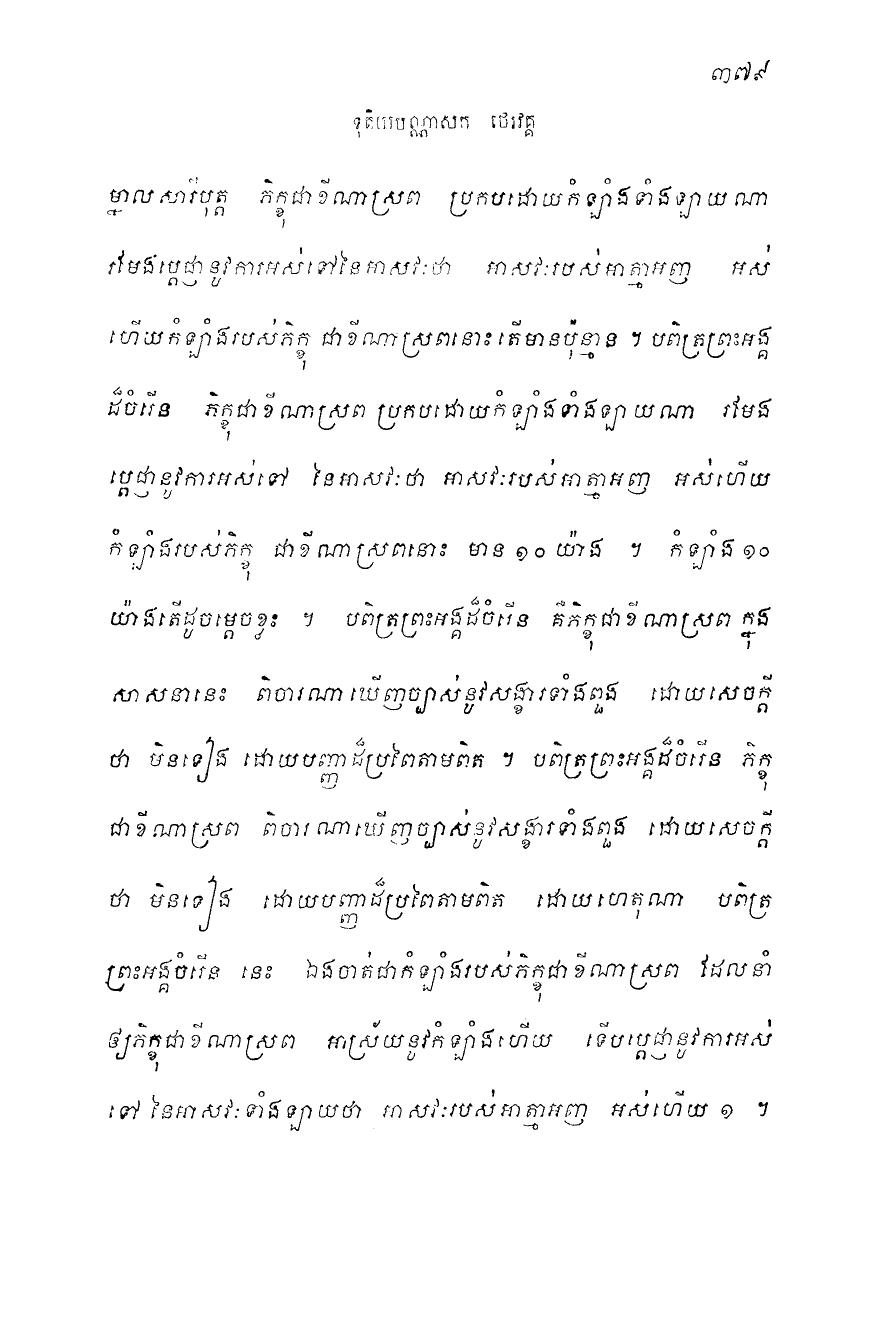 ៣៧៩
ទុតិយបណ្ណាសក ថេរវគ្គ
ម្នាលសារីបុត្ត ភិក្ខុជាខីណាស្រព ប្រកបដោយកំឡាំងទាំងឡាយណា
រមែងប្តេជ្ញានូវការអស់ទៅនៃអាសវៈថា អាសវៈរបស់អាត្មាអញ អស់
ហើយកំឡាំងរបស់ភិក្ខុ ជាខីណាស្រពនោះតើមានប៉ុន្មាន ។ បពិត្រព្រះអង្គ
ដ៏ចំរើន ភិក្ខុជាខីណាស្រព ប្រកបដោយកំឡាំងទាំងឡាយណា រមែង
ប្តេជ្ញានូវការអស់ទៅ នៃអាសវៈថា អាសវៈរបស់អាត្មាអញ អស់ហើយ
កំឡាំងរបស់ភិក្ខុ ជាខីណាស្រពនោះ មាន ១០ យ៉ាង ។ កំឡាំង ១០
យ៉ាងតើដូចម្តេចខ្លះ ។ បពិត្រព្រះអង្គដ៏ចំរើន គឺភិក្ខុជាខីណាស្រព ក្នុង
សាសនានេះ ពិចារណាឃើញច្បាស់នូវសង្ខារទាំងពួង ដោយសេចក្តី
ថា មិនទៀង ដោយបញ្ញាដ៏ប្រពៃតាមពិត ។ បពិត្រព្រះអង្គដ៏ចំរើន ភិក្ខុ
ជាខីណាស្រព ពិចារណាឃើញច្បាស់នូវសង្ខារទាំងពួង ដោយសេចក្តី
ថា មិនទៀង ដោយបញ្ញាដ៏ប្រពៃតាមពិត ដោយហេតុណា បពិត្រ
ព្រះអង្គចំរើន នេះ ឯងចាត់ជាកំឡាំងរបស់ភិក្ខុជាខីណាស្រព ដែលនាំ
ឲ្យភិក្ខុជាខីណាស្រព អាស្រ័យនូវកំឡាំងហើយ ទើបប្តេជ្ញានូវការអស់
ទៅ នៃអាសវៈទាំងឡាយថា អាសវៈរបស់អាត្មាអញ អស់ហើយ ១ ។